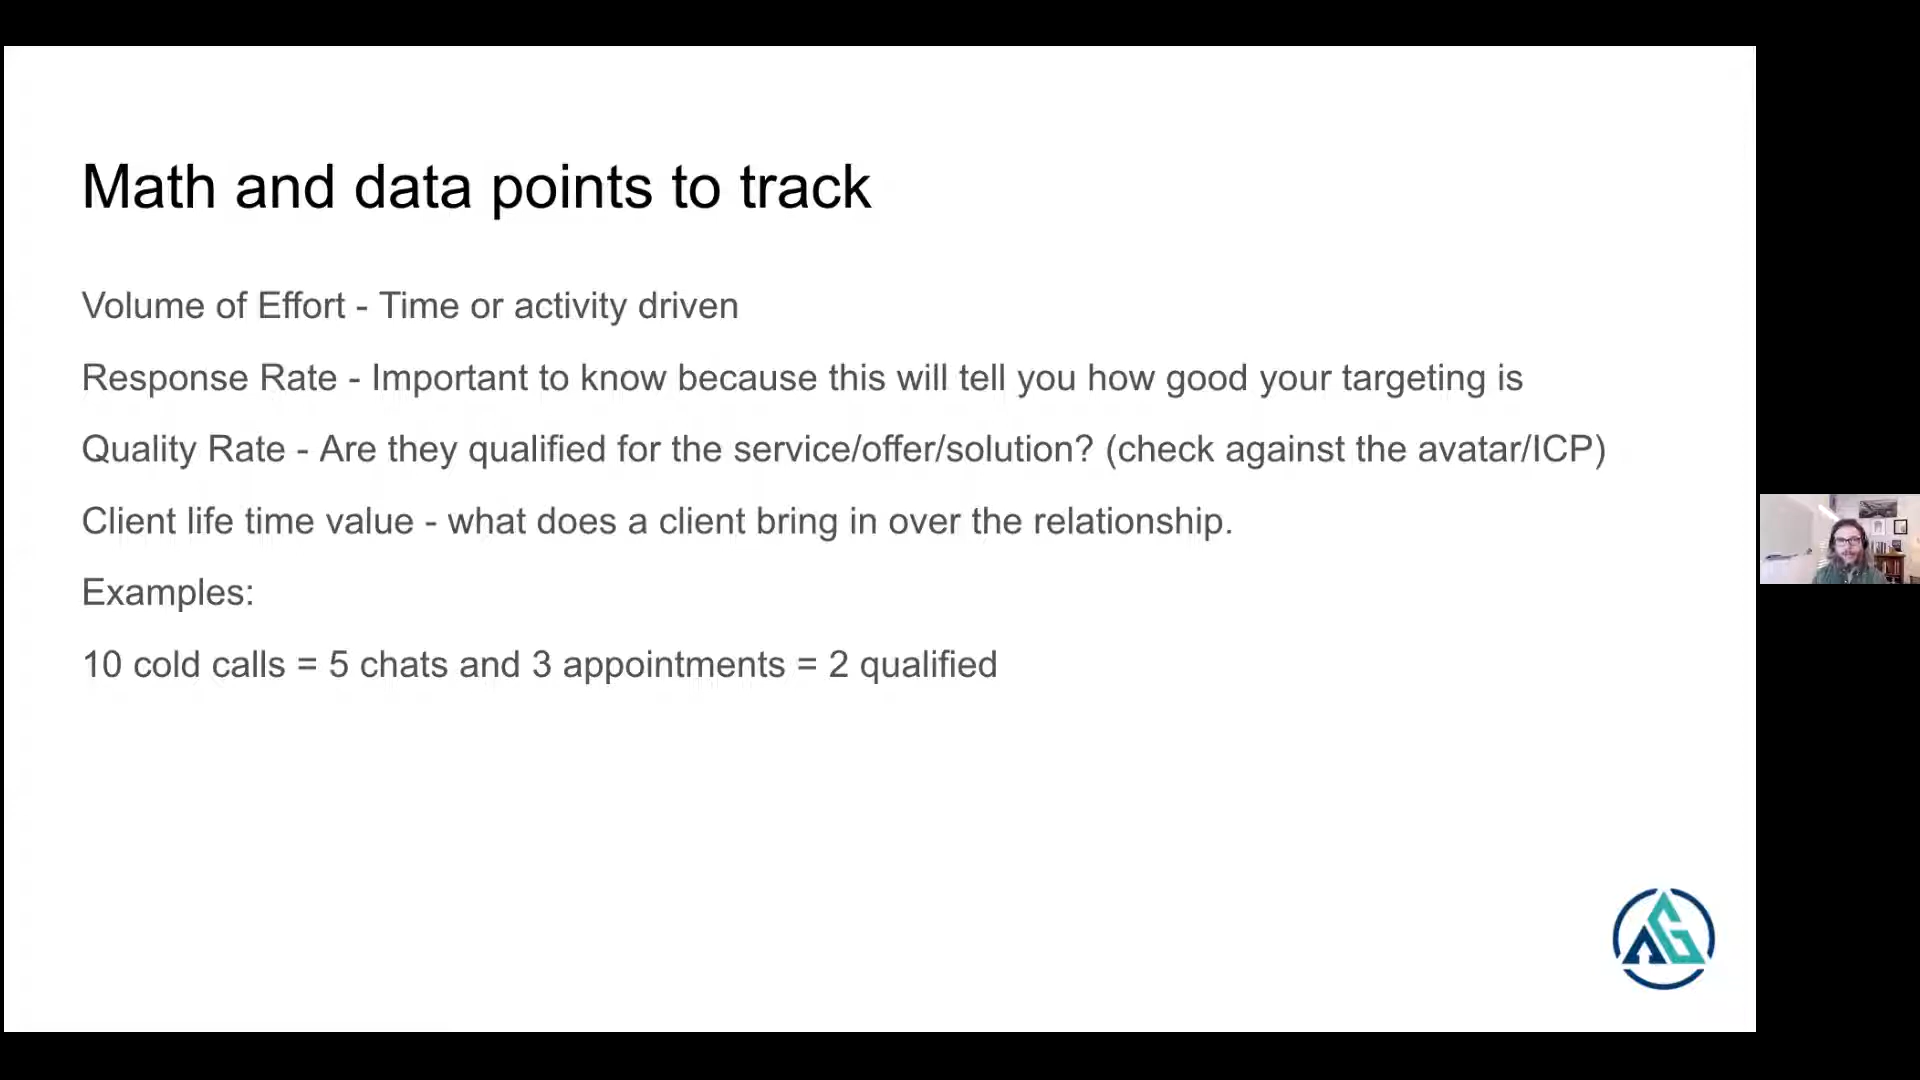 Math and data points to track
Volume of Effort - Time or activity driven
Response Rate - Important to know because this will tell you how good your targeting is
Quality Rate - Are they qualified for the service/offer/solution? (check against the avatar/ICP)
Client life time value - what does a client bring in over the relationship.
Examples:
10 cold calls = 5 chats and 3 appointments = 2 qualified
AG